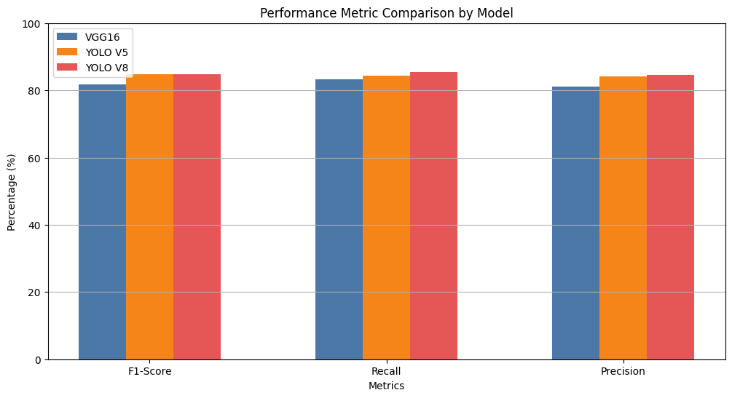 Performance Metric Comparison by Model
VGG16
YOLO V5
YOLO V8
Percentage (%)
100
80
60
40
20
0
F1-Score
Recall
Precision
Metrics